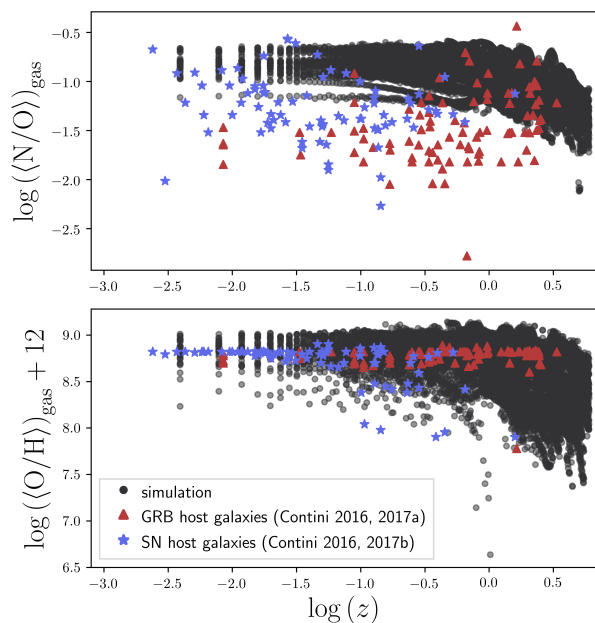 −0.5
−1.0
−1.5
−2.0
−2.5
log (⟨N/O⟩)gas
−3.0 −2.5 −2.0 −1.5 −1.0 −0.5 0.0 0.5
9.0
8.5
8.0
7.5
7.0
6.5
log (⟨O/H⟩)gas + 12
simulation
GRB host galaxies (Contini 2016, 2017a)
SN host galaxies (Contini 2016, 2017b)
−3.0 −2.5 −2.0 −1.5 −1.0 −0.5 0.0 0.5
log (z)